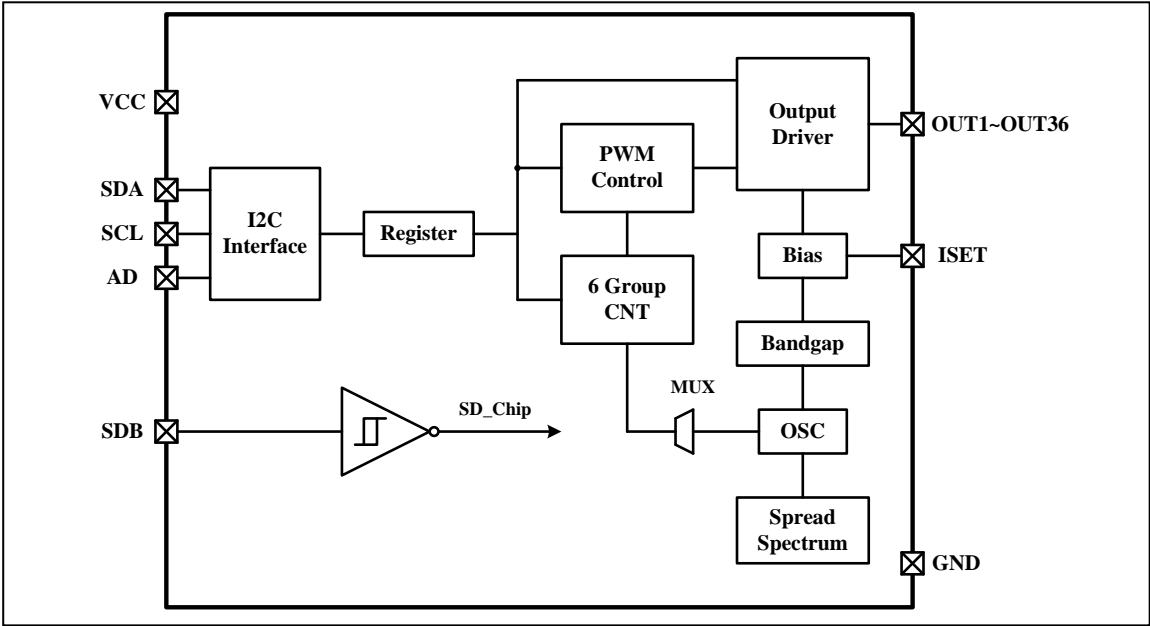 VCC
SDA
SCL
AD
SDB
I2C
Interface
Register
SD_Chip
PWM
Control
6 Group
CNT
MUX
Output
Driver
Bias
Bandgap
OSC
Spread
Spectrum
OUT1~OUT36
ISET
GND